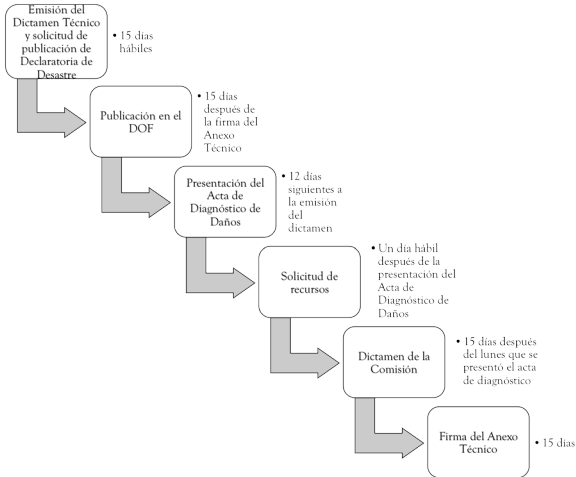 Emisión del
Dictamen Técnico
y solicitud de
publicación de
Declaratoria de
Desastre
• 15 días
hábiles
Publicación en el
DOF
• 15 días
después de
la firma del
Anexo
Técnico
Presentación del
Acta de
Diagnóstico de
Daños
• 12 días
siguientes a
la emisión
del
dictamen
Solicitud de
recursos
• Un día hábil
después de la
presentación del
Acta de
Diagnóstico de
Daños
Dictamen de la
Comisión
• 15 días después
del lunes que se
presentó el acta
de diagnóstico
Firma del Anexo
Técnico
• 15 días